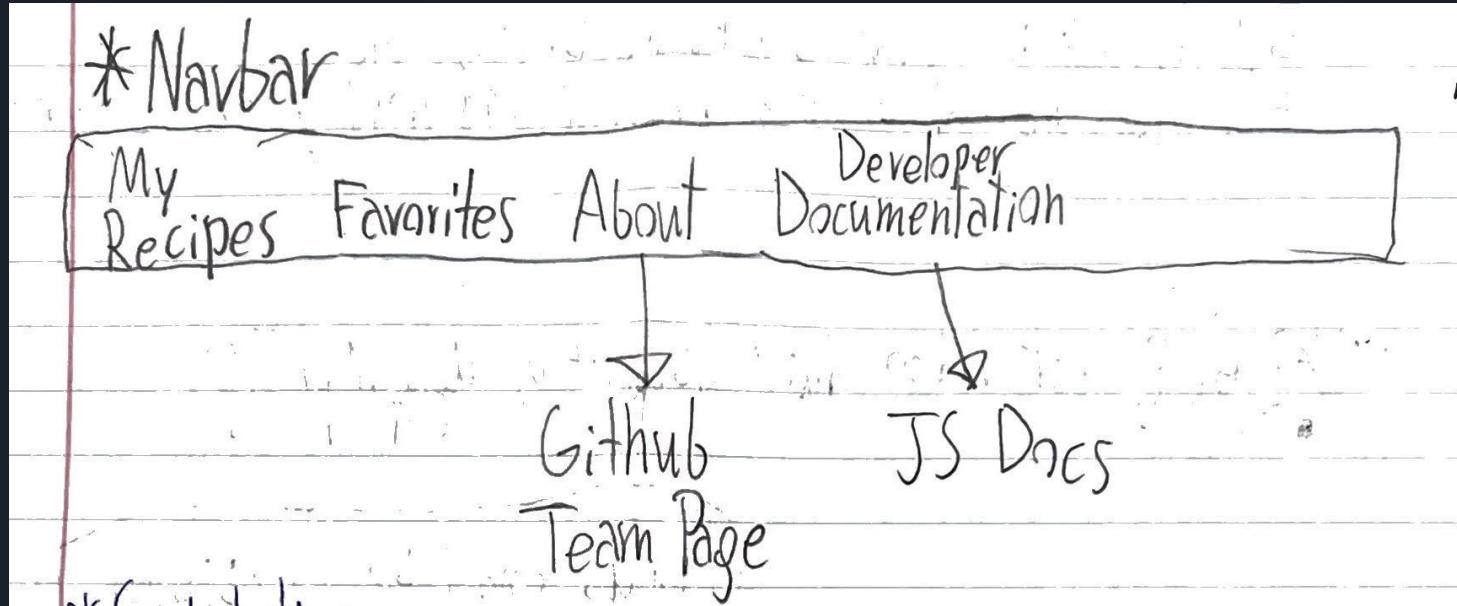 * Navbar
My
Recipes Favorites About Developer
Documentation
Github
Team Page
JS Docs